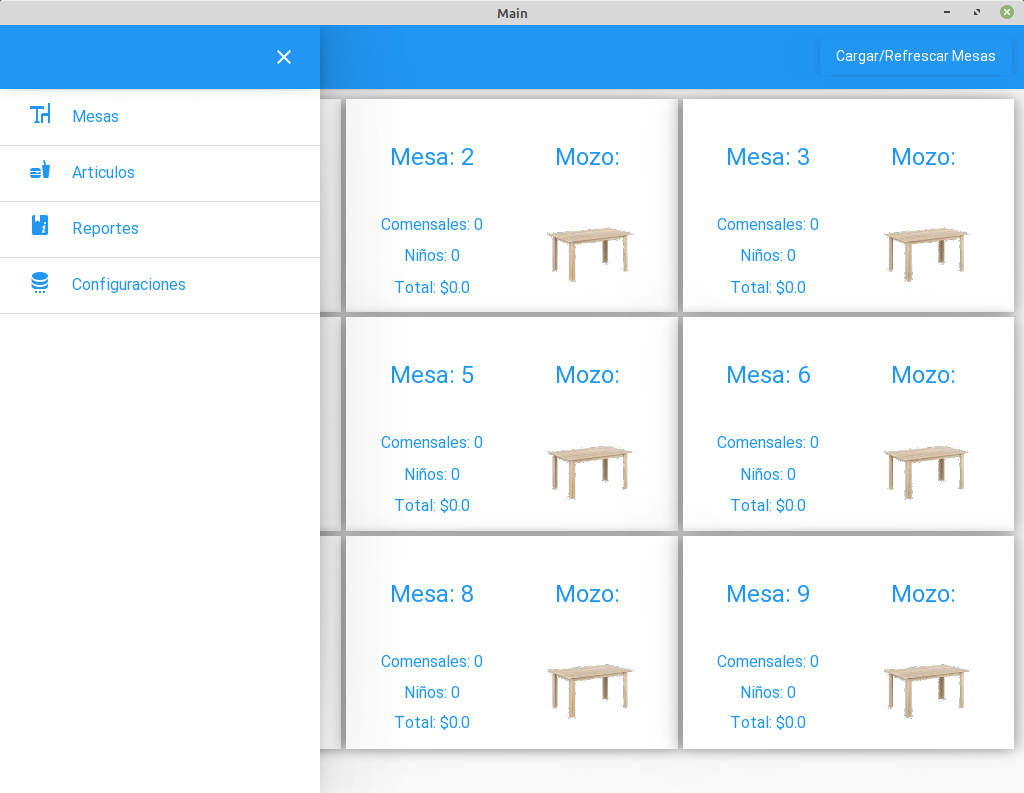 Main
Cargar/Refrescar Mesas
Mesas
Articulos
Reportes
Configuraciones
Mesa: 2 Mozo:
Comensales: 0
Niños: 0
Total: $0.0
Mesa: 3 Mozo:
Comensales: 0
Niños: 0
Total: $0.0
Mesa: 5 Mozo:
Comensales: 0
Niños: 0
Total: $0.0
Mesa: 6 Mozo:
Comensales: 0
Niños: 0
Total: $0.0
Mesa: 8 Mozo:
Comensales: 0
Niños: 0
Total: $0.0
Mesa: 9 Mozo:
Comensales: 0
Niños: 0
Total: $0.0